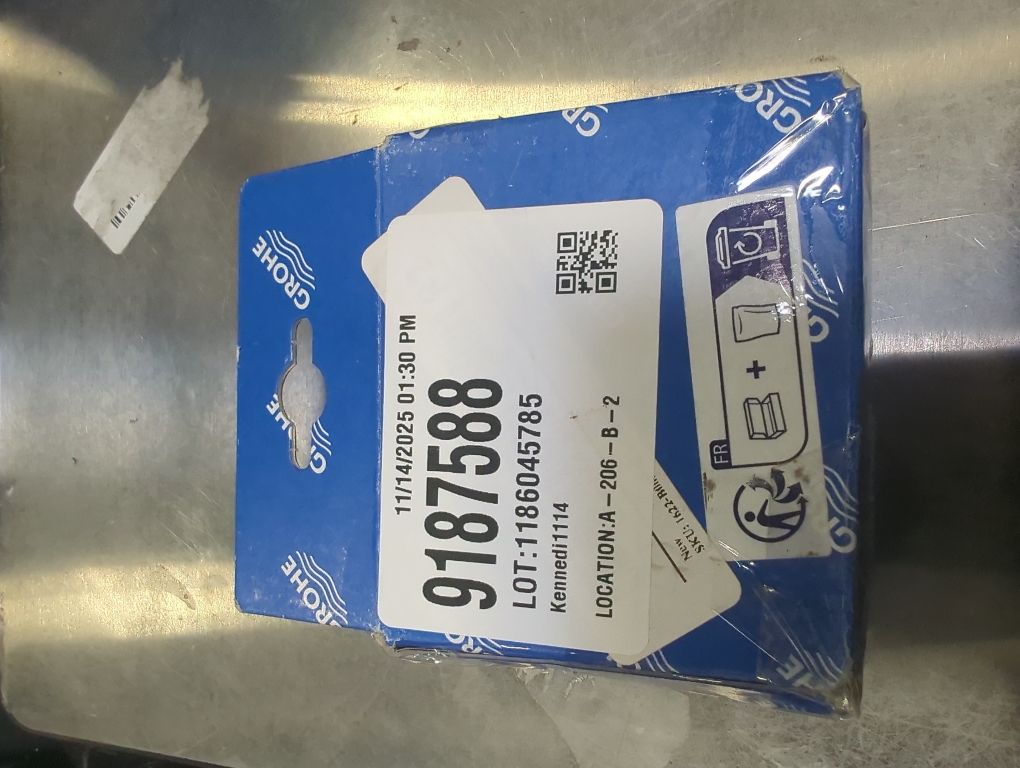 GROHE
GROHE
GROHE
11/14/2025 01:30 PM
9187588
LOT:1186045785
Kennedi1114
LOCATION:A-206-B-2
New
FR
+